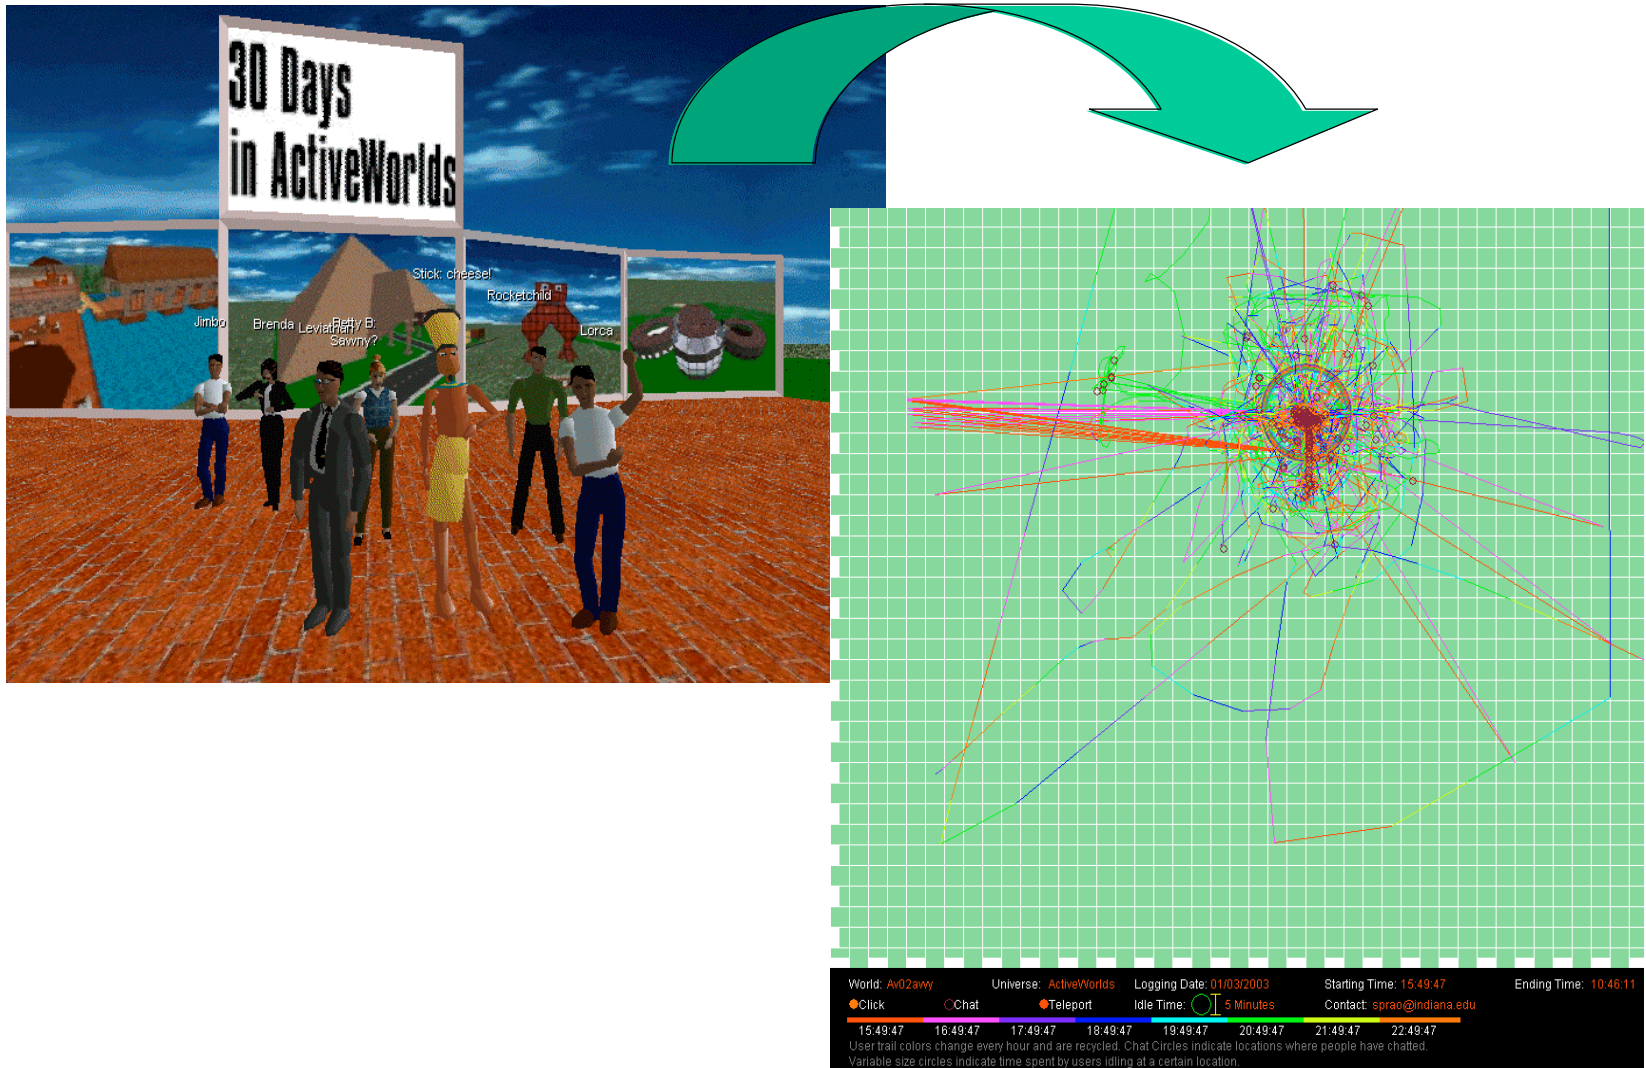 30 Days
in ActiveWorlds
Stick: cheese!
Rocketchild
Jimbo
Brenda
Leviathan
Betty B:
Sawny?
Lorca
World: Av02avvy Universe: ActiveWorlds Logging Date: 01/03/2003 Starting Time: 15:49:47 Ending Time: 10:46:11
Click Chat Teleport Idle Time: 5 Minutes Contact: sprao@indiana.edu
15:49:47 16:49:47 17:49:47 18:49:47 19:49:47 20:49:47 21:49:47 22:49:47
User trail colors change every hour and are recycled. Chat Circles indicate locations where people have chatted.
Variable size circles indicate time spent by users idling at a certain location.